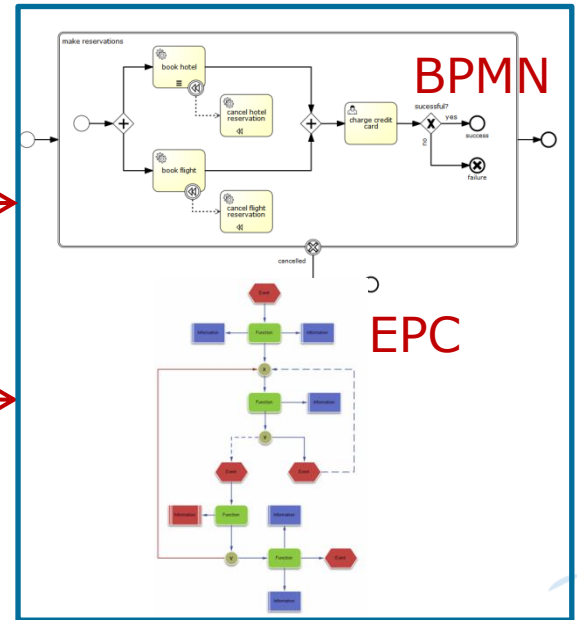 make reservations
BPMN
book hotel
cancel hotel
reservation
sucessful?
yes
success
charge credit
card
no
failure
book flight
cancel flight
reservation
cancelled
EPC
Event
Information
Function
Information
Function
Information
V
Event
Event
Information
Function
Information
V
Function
Event
Information